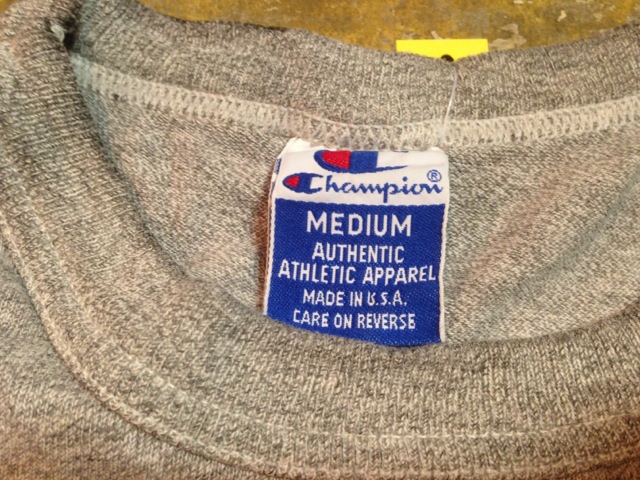 Champion®
MEDIUM
AUTHENTIC
ATHLETIC APPAREL
MADE IN U.S.A.
CARE ON REVERSE